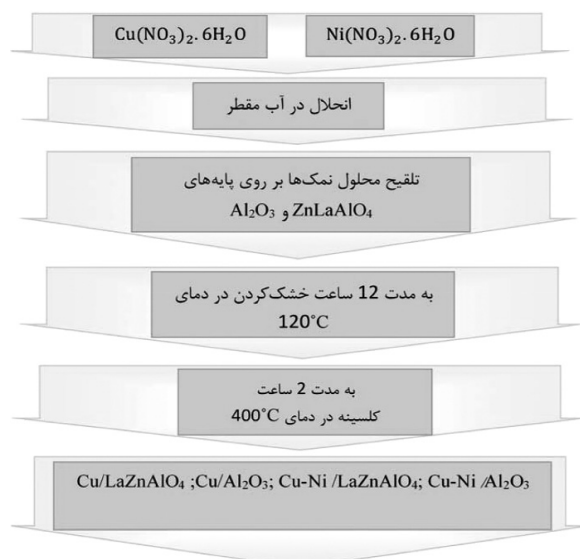 Cu(NO₃)₂. 6H₂O
Ni(NO₃)₂. 6H₂O
انحلال در آب مقطر
تلقیح محلول نمک‌ها بر روی پایه‌های
Al₂O₃ و ZnLaAlO₄
به مدت 12 ساعت خشک‌کردن در دمای
120°C
به مدت 2 ساعت
کلسینه در دمای 400°C
Cu/LaZnAlO₄ ;Cu/Al₂O₃; Cu-Ni /LaZnAlO₄; Cu-Ni /Al₂O₃